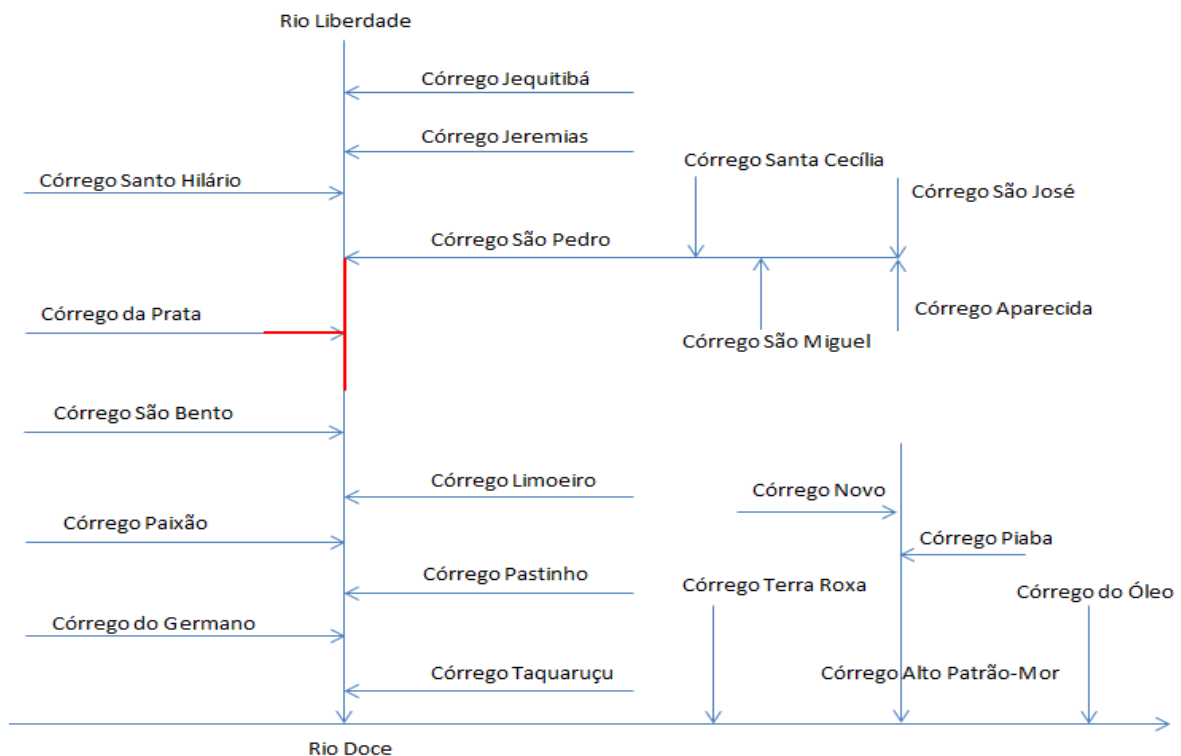 Rio Liberdade
Córrego Jequitibá
Córrego Jeremias
Córrego Santa Cecília
Córrego Santo Hilário
Córrego São José
Córrego São Pedro
Córrego da Prata
Córrego Aparecida
Córrego São Miguel
Córrego São Bento
Córrego Limoeiro
Córrego Novo
Córrego Paixão
Córrego Piaba
Córrego Pastinho
Córrego Terra Roxa
Córrego do Óleo
Córrego do Germano
Córrego Taquaruçu
Córrego Alto Patrão-Mor
Rio Doce